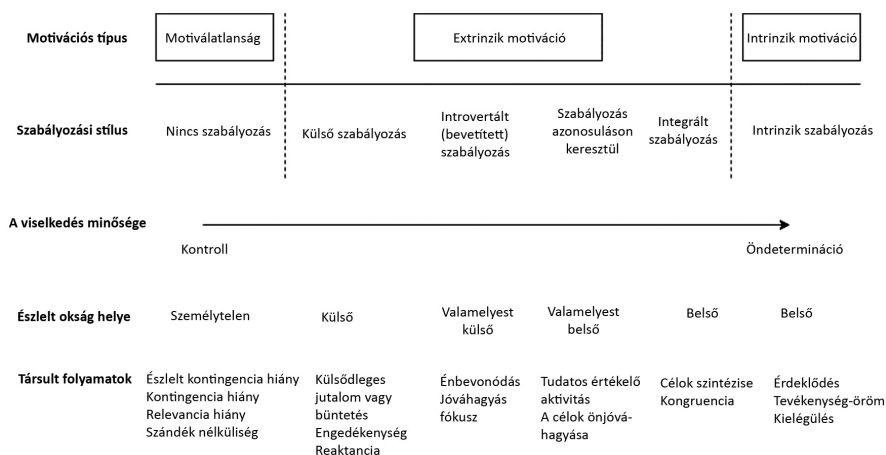 Motivációs típus
Motiválatlanság
Extrinzik motiváció
Intrinzik motiváció
Szabályozási stílus
Nincs szabályozás
Külső szabályozás
Introvertált
(bevetített)
szabályozás
Szabályozás
azonosuláson
keresztül
Integrált
szabályozás
Intrinzik szabályozás
A viselkedés minősége
Kontroll
Öndetermináció
Észlelt okság helye
Személytelen
Külső
Valamelyest
külső
Valamelyest
belső
Belső
Belső
Társult folyamatok
Észlelt kontingencia hiány
Kontingencia hiány
Relevancia hiány
Szándék nélküliség
Külsődleges
jutalom vagy
büntetés
Engedékenység
Reaktancia
Énbevonódás
Jóváhagyás
fókusz
Tudatos értékelő
aktivitás
A célok önjóvá-
hagyása
Célok szintézise
Kongruencia
Érdeklődés
Tevékenység-öröm
Kielégülés